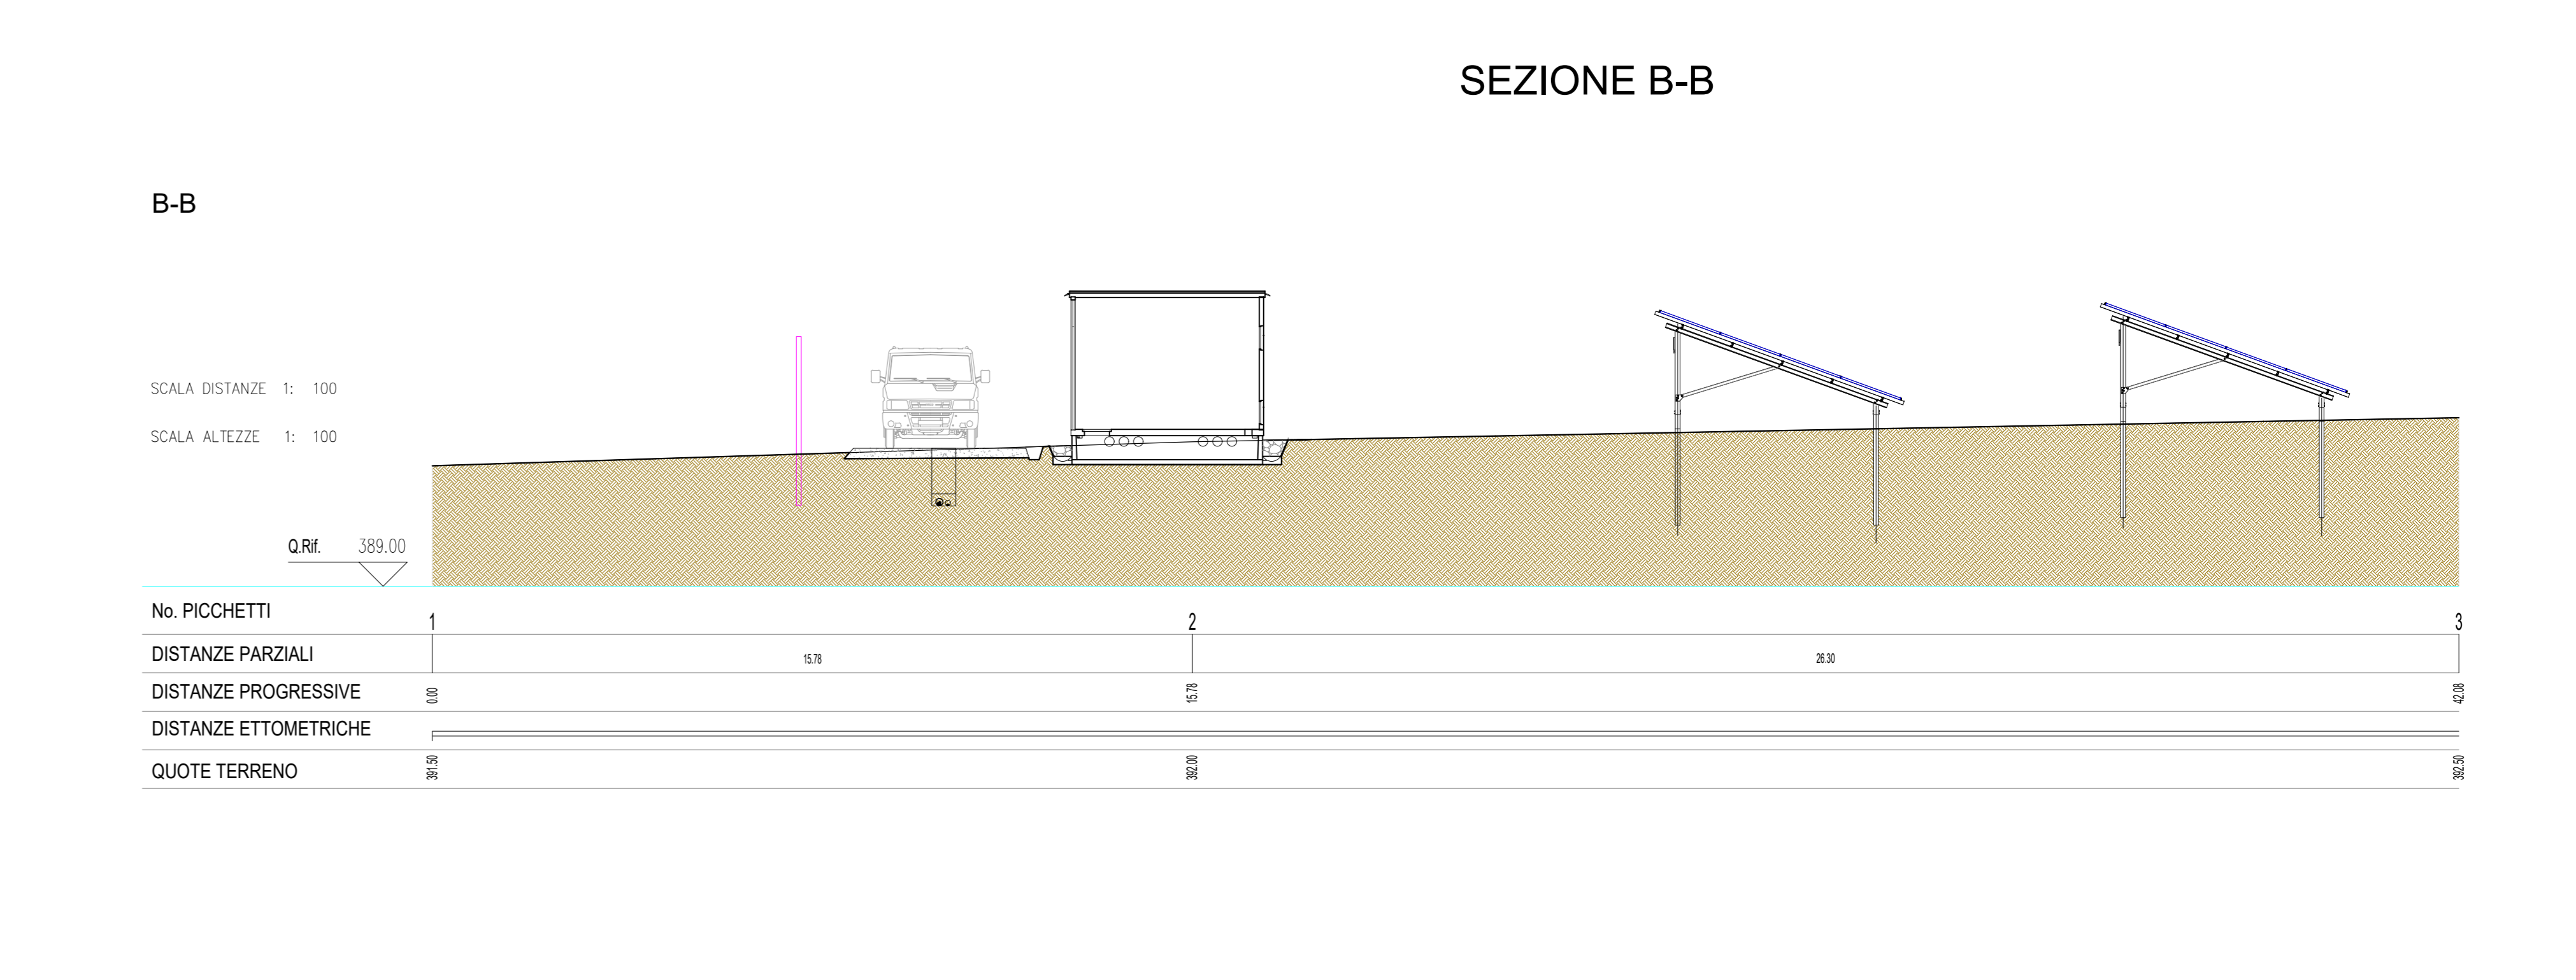 SEZIONE B-B
B-B
SCALA DISTANZE 1: 100
SCALA ALTEZZE 1: 100
Q.Rif. 389.00
No. PICCHETTI 1 2 3
DISTANZE PARZIALI 15.78 26.30
DISTANZE PROGRESSIVE 0.00 15.78 42.08
DISTANZE ETTOMETRICHE
QUOTE TERRENO 391.50 392.00 392.50